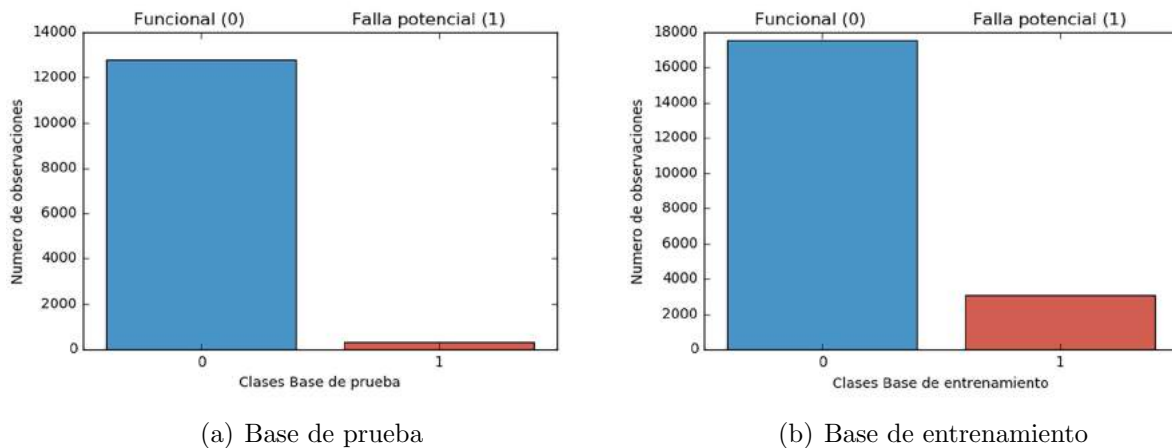 Funcional (0) Falla potencial (1)
14000
12000
10000
8000
6000
4000
2000
0
Numero de observaciones
0 1
Clases Base de prueba
(a) Base de prueba
Funcional (0) Falla potencial (1)
18000
16000
14000
12000
10000
8000
6000
4000
2000
0
Numero de observaciones
0 1
Clases Base de entrenamiento
(b) Base de entrenamiento